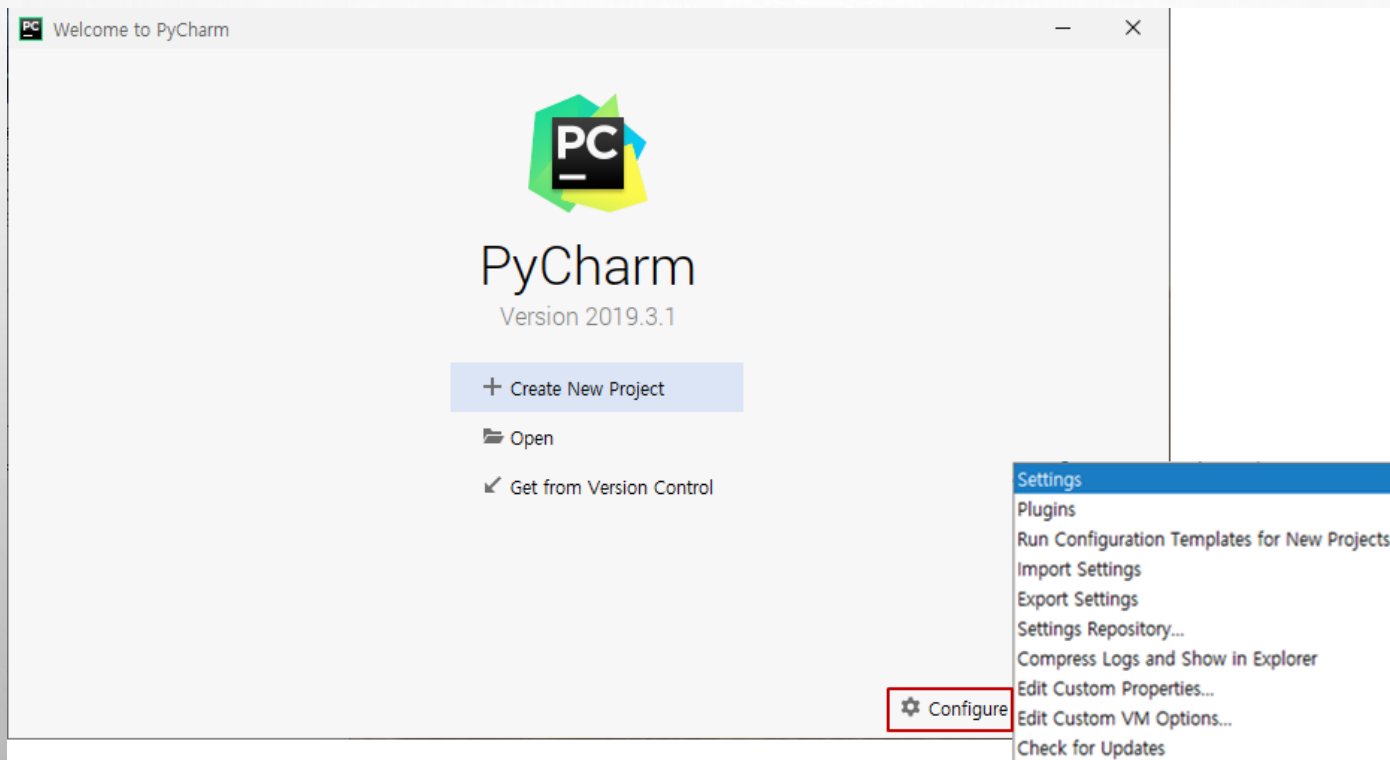 PC Welcome to PyCharm
PC
PyCharm
Version 2019.3.1
Create New Project
Open
Get from Version Control
Configure
Settings
Plugins
Run Configuration Templates for New Projects
Import Settings
Export Settings
Settings Repository...
Compress Logs and Show in Explorer
Edit Custom Properties...
Edit Custom VM Options...
Check for Updates